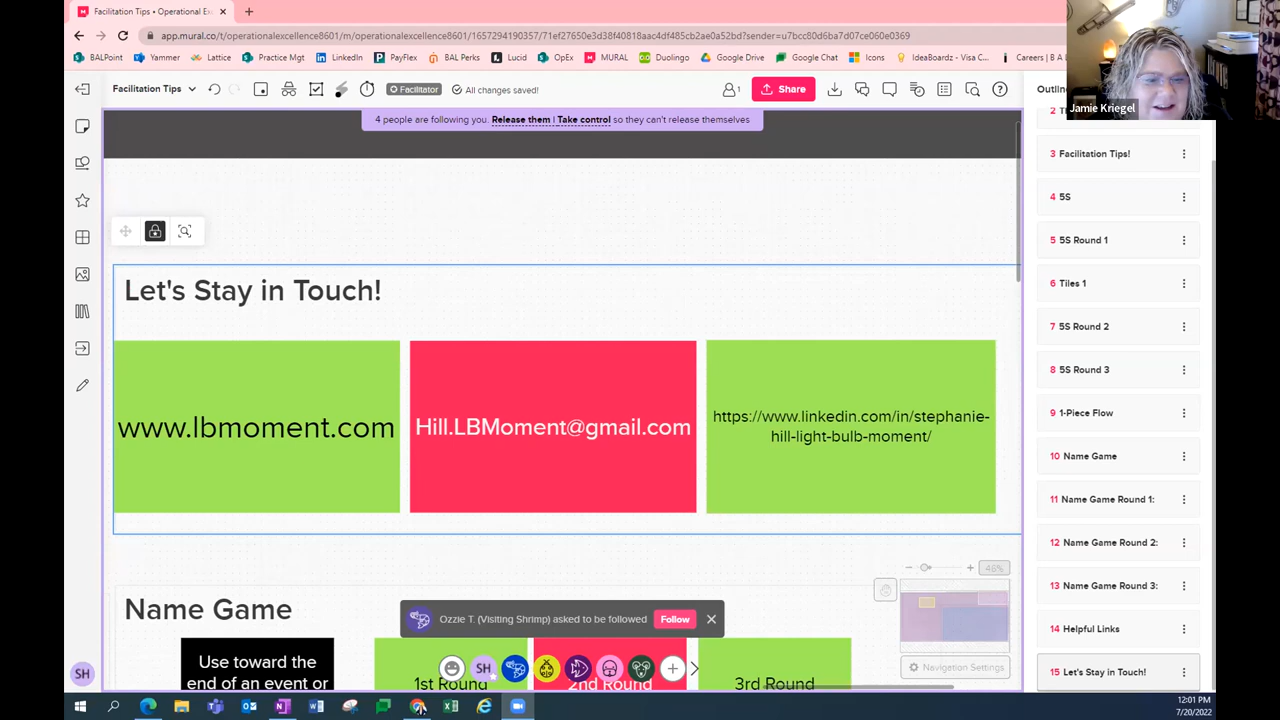 Facilitation Tips • Operational Ex
app.mural.co/t/operationalexcellence8601/m/operationalexcellence8601/1657294190357/71ef27650e3d38f40818aac4df485cb2ae0a52bd?sender=u7bcc80d6ba7d07ce060e0369
BALPoint
Yammer
Lattice
Practice Mgt
LinkedIn
PayFlex
BAL Perks
Lucid
OpEx
MURAL
Duolingo
Google Drive
Google Chat
Icons
IdeaBoardz - Visa C...
Careers | B A L
Facilitation Tips
Facilitator
All changes saved!
1
Share
Outline
Jamie Kriegel
4 people are following you. Release them | Take control so they can't release themselves
3 Facilitation Tips!
4 5S
5 5S Round 1
6 Tiles 1
7 5S Round 2
8 5S Round 3
9 1-Piece Flow
10 Name Game
11 Name Game Round 1:
12 Name Game Round 2:
13 Name Game Round 3:
14 Helpful Links
15 Let's Stay in Touch!
Let's Stay in Touch!
www.lbmoment.com
Hill.LBMoment@gmail.com
https://www.linkedin.com/in/stephanie-
hill-light-bulb-moment/
46%
Name Game
Ozzie T. (Visiting Shrimp) asked to be followed
Follow
Use toward the
end of an event or
1st Round
2nd Round
3rd Round
SH
SH
Navigation Settings
12:01 PM
7/20/2022